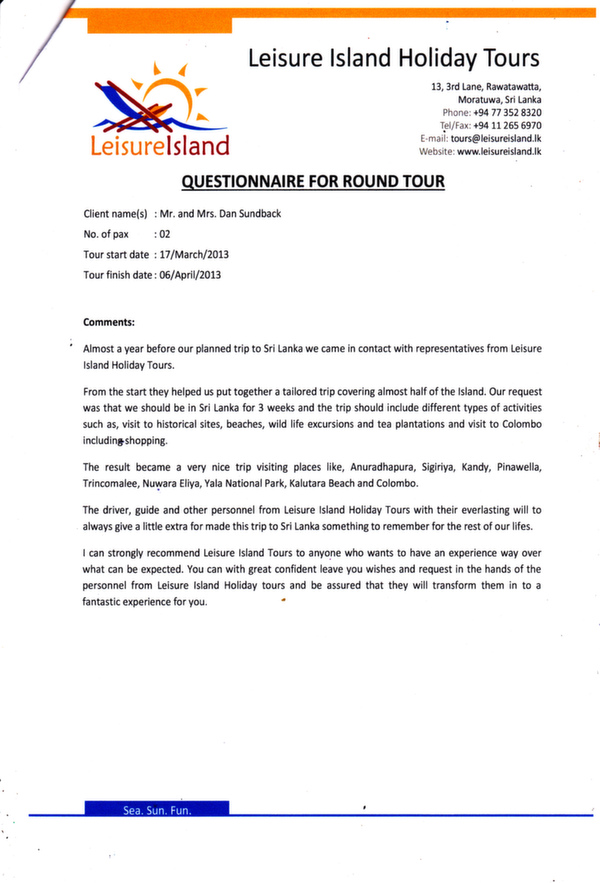 Leisure Island Holiday Tours
13, 3rd Lane, Rawatawatta,
Moratuwa, Sri Lanka
Phone: +94 77 352 8320
Tel/Fax: +94 11 265 6970
E-mail: tours@leisureisland.lk
Website: www.leisureisland.lk
LeisureIsland
QUESTIONNAIRE FOR ROUND TOUR
Client name(s) : Mr. and Mrs. Dan Sundback
No. of pax : 02
Tour start date : 17/March/2013
Tour finish date : 06/April/2013
Comments:
Almost a year before our planned trip to Sri Lanka we came in contact with representatives from Leisure
Island Holiday Tours.
From the start they helped us put together a tailored trip covering almost half of the Island. Our request
was that we should be in Sri Lanka for 3 weeks and the trip should include different types of activities
such as, visit to historical sites, beaches, wild life excursions and tea plantations and visit to Colombo
including shopping.
The result became a very nice trip visiting places like, Anuradhapura, Sigiriya, Kandy, Pinawella,
Trincomalee, Nuwara Eliya, Yala National Park, Kalutara Beach and Colombo.
The driver, guide and other personnel from Leisure Island Holiday Tours with their everlasting will to
always give a little extra for made this trip to Sri Lanka something to remember for the rest of our lifes.
I can strongly recommend Leisure Island Tours to anyone who wants to have an experience way over
what can be expected. You can with great confident leave you wishes and request in the hands of the
personnel from Leisure Island Holiday tours and be assured that they will transform them in to a
fantastic experience for you.
Sea. Sun. Fun.